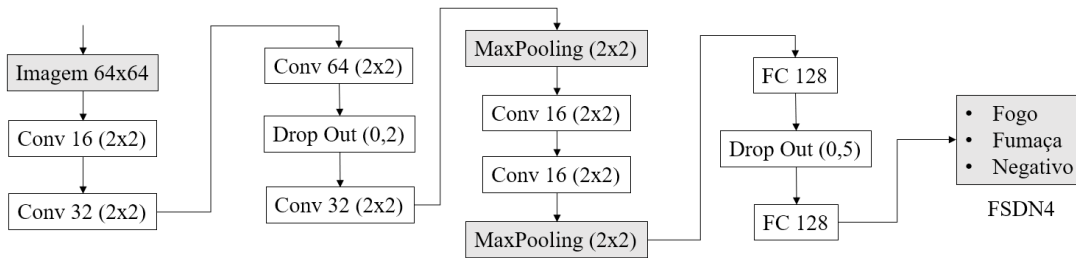 Imagem 64x64
Conv 16 (2x2)
Conv 32 (2x2)
Conv 64 (2x2)
Drop Out (0,2)
Conv 32 (2x2)
MaxPooling (2x2)
Conv 16 (2x2)
Conv 16 (2x2)
MaxPooling (2x2)
FC 128
Drop Out (0,5)
FC 128
• Fogo
• Fumaça
• Negativo
FSDN4